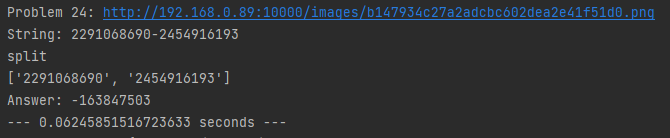 Problem 24: http://192.168.0.89:10000/images/b147934c27a2adcbc602dea2e41f51d0.png
String: 2291068690-2454916193
split
['2291068690', '2454916193']
Answer: -163847503
--- 0.06245851516723633 seconds ---